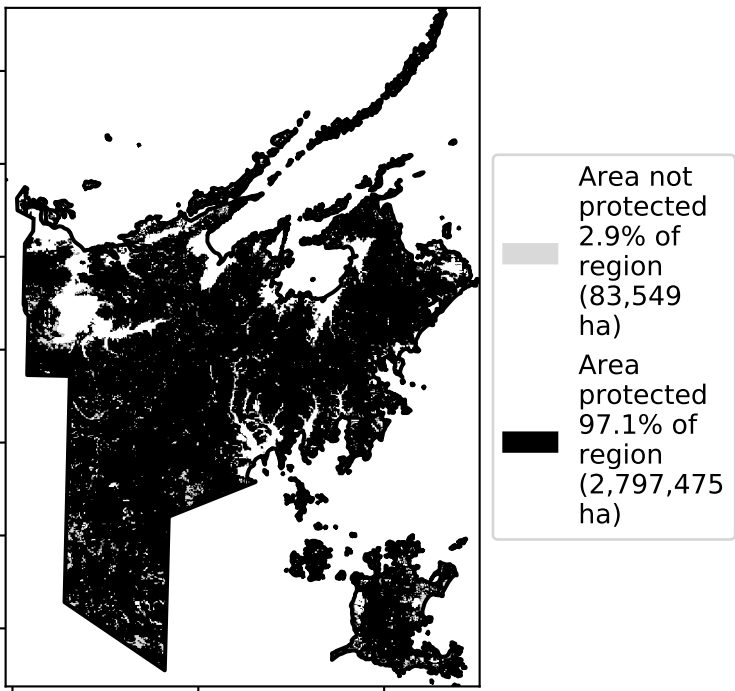 Area not
protected
2.9% of
region
(83,549
ha)
Area
protected
97.1% of
region
(2,797,475
ha)